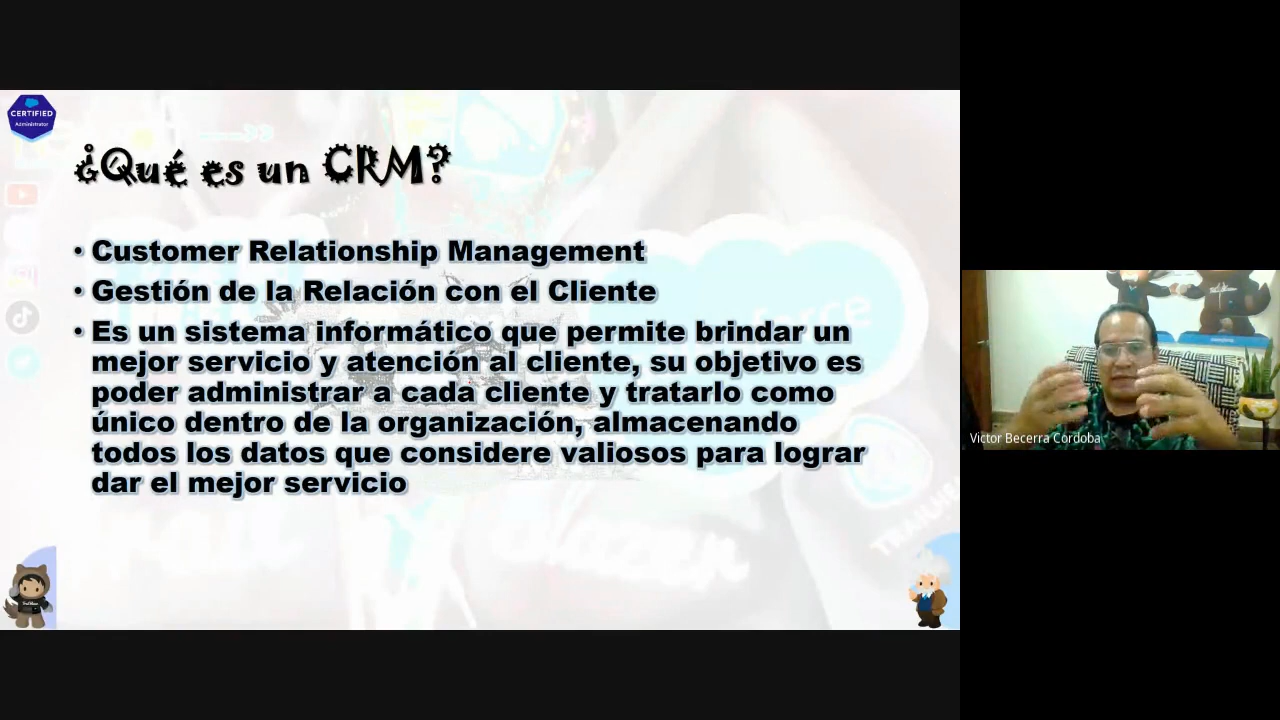 CERTIFIED
Administrator
¿Qué es un CRM?
• Customer Relationship Management
• Gestión de la Relación con el Cliente
• Es un sistema informático que permite brindar un
mejor servicio y atención al cliente, su objetivo es
poder administrar a cada cliente y tratarlo como
único dentro de la organización, almacenando
todos los datos que considere valiosos para lograr
dar el mejor servicio
Victor Becerra Cordoba